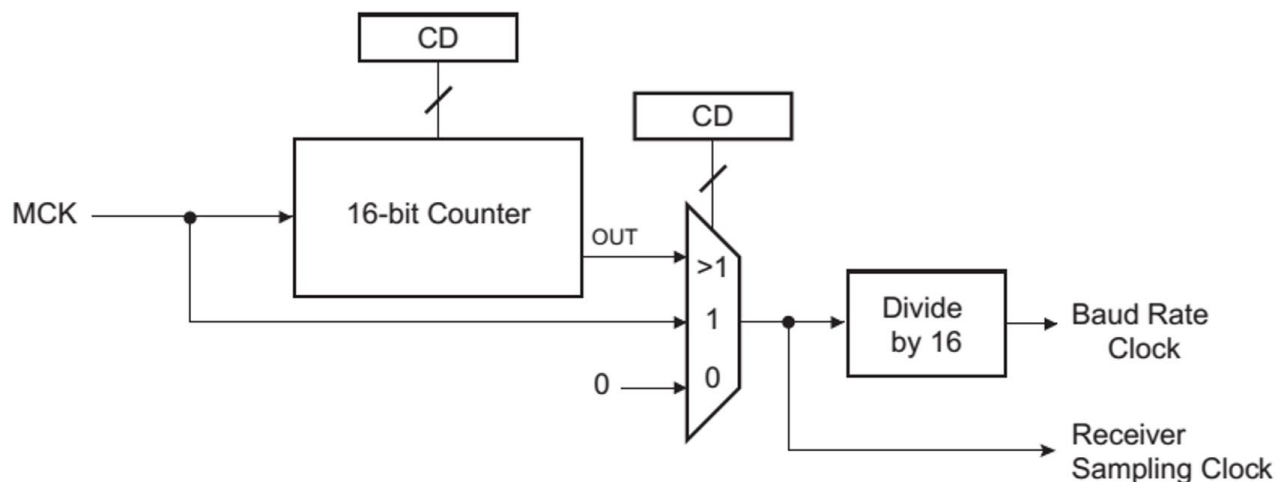 CD
CD
MCK
16-bit Counter
OUT
>1
1
0
0
Divide
by 16
Baud Rate
Clock
Receiver
Sampling Clock